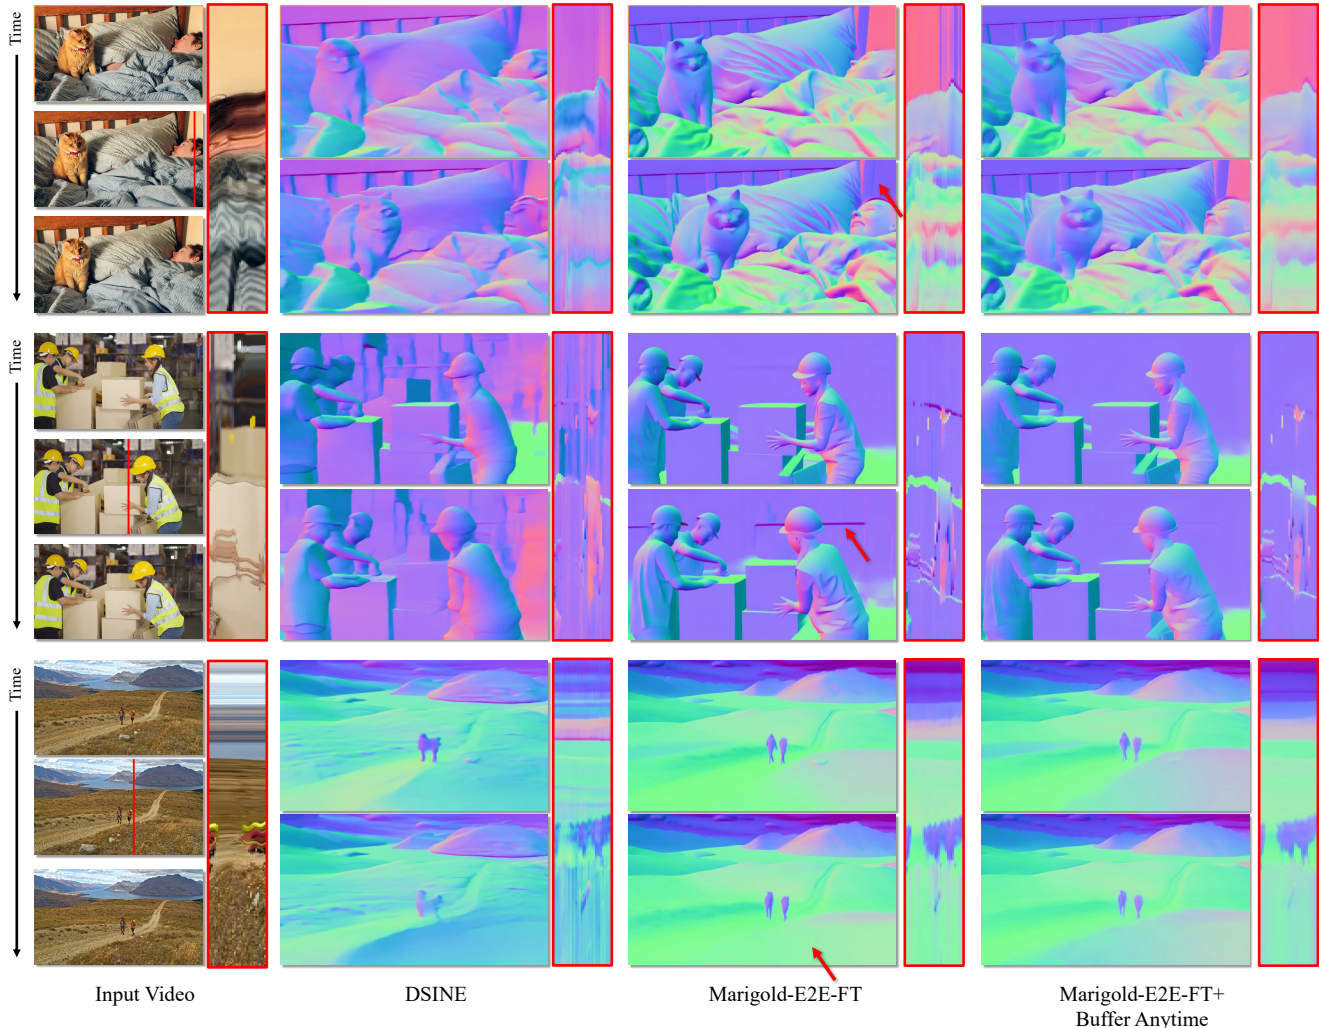 Time
Time
Time
Input Video
DSINE
Marigold-E2E-FT
Marigold-E2E-FT+
Buffer Anytime